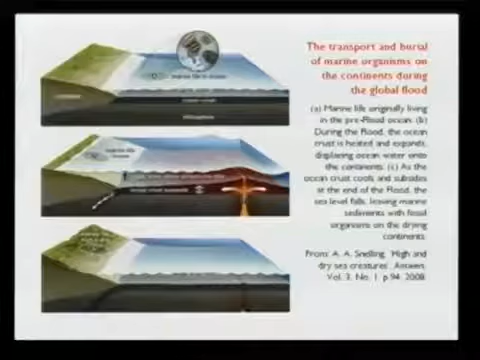 The transport and burial
of marine organisms on
the continents during
the global flood
(a) Marine life originally living
in the pre-Flood ocean. (b)
During the Flood, the ocean
crust is heated and expands,
displacing ocean water onto
the continents. (c) As the
ocean crust cools and subsides
at the end of the Flood, the
sea level falls, leaving marine
sediments with fossil
organisms on the drying
continents.
From: A. A. Snelling. High and
dry sea creatures. Answers.
Vol. 3. No. 1 p.94 2008.